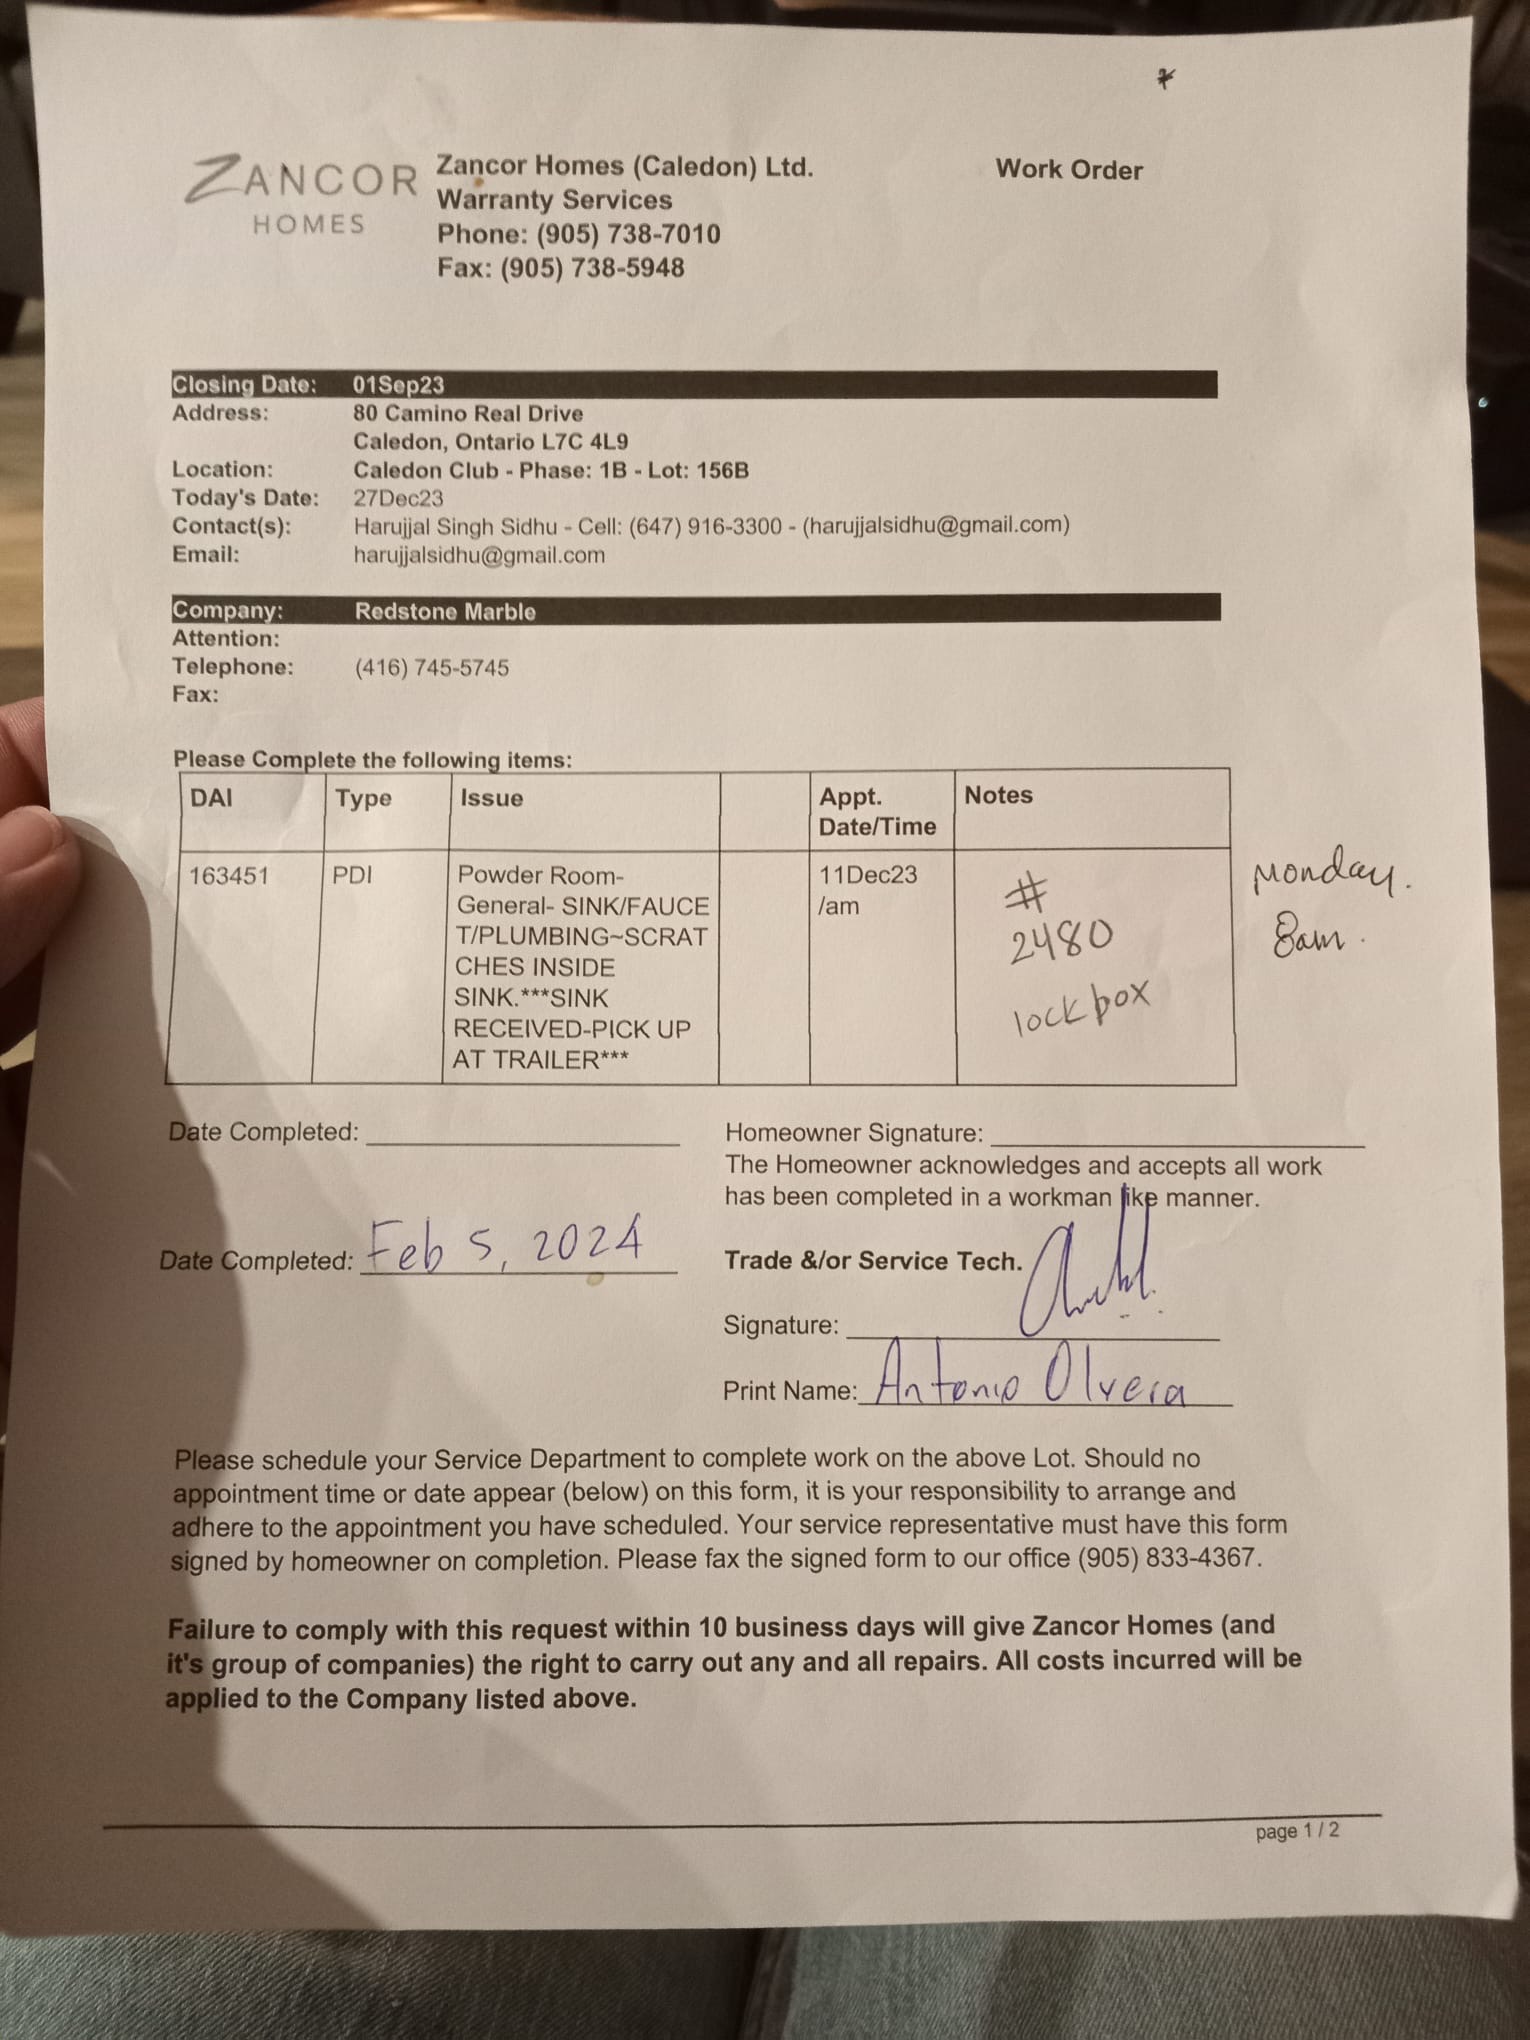 ZANCOR
HOMES
Zancor Homes (Caledon) Ltd.
Warranty Services
Phone: (905) 738-7010
Fax: (905) 738-5948
Work Order
Closing Date: 01Sep23
Address: 80 Camino Real Drive
Caledon, Ontario L7C 4L9
Location: Caledon Club - Phase: 1B - Lot: 156B
Today's Date: 27Dec23
Contact(s): Harujjal Singh Sidhu - Cell: (647) 916-3300 - (harujjalsidhu@gmail.com)
Email: harujjalsidhu@gmail.com
Company: Redstone Marble
Attention:
Telephone: (416) 745-5745
Fax:
Please Complete the following items:
DAI Type Issue Appt. Date/Time Notes
163451 PDI
Powder Room-
General- SINK/FAUCE
T/PLUMBING~SCRAT
CHES INSIDE
SINK.***SINK
RECEIVED-PICK UP
AT TRAILER***
11Dec23
/am
#
2480
lockbox
Monday.
8am.
Date Completed:
Homeowner Signature:
The Homeowner acknowledges and accepts all work
has been completed in a workman like manner.
Date Completed: Feb 5, 2024
Trade &/or Service Tech.
Signature:
Print Name: Antonio Olvera
Please schedule your Service Department to complete work on the above Lot. Should no
appointment time or date appear (below) on this form, it is your responsibility to arrange and
adhere to the appointment you have scheduled. Your service representative must have this form
signed by homeowner on completion. Please fax the signed form to our office (905) 833-4367.
Failure to comply with this request within 10 business days will give Zancor Homes (and
it's group of companies) the right to carry out any and all repairs. All costs incurred will be
applied to the Company listed above.
page 1 / 2